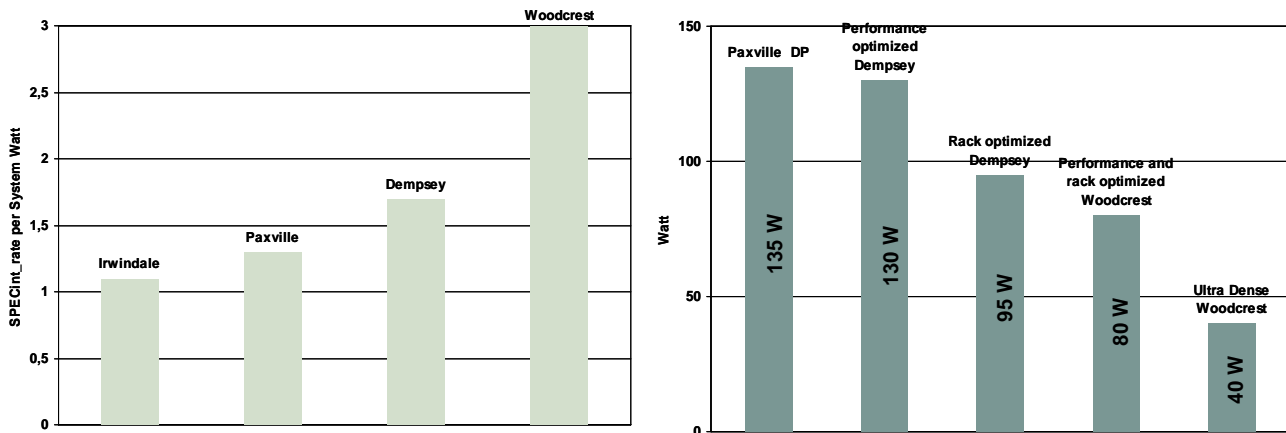 3
2,5
2
1.5
1
0,5
0
SPECint_rate per System Watt
Irwindale
Paxville
Dempsey
Woodcrest
150
100
50
0
Watt
Paxville DP
135 W
Performance
optimized
Dempsey
130 W
Rack optimized
Dempsey
95 W
Performance and
rack optimized
Woodcrest
80 W
Ultra Dense
Woodcrest
40 W